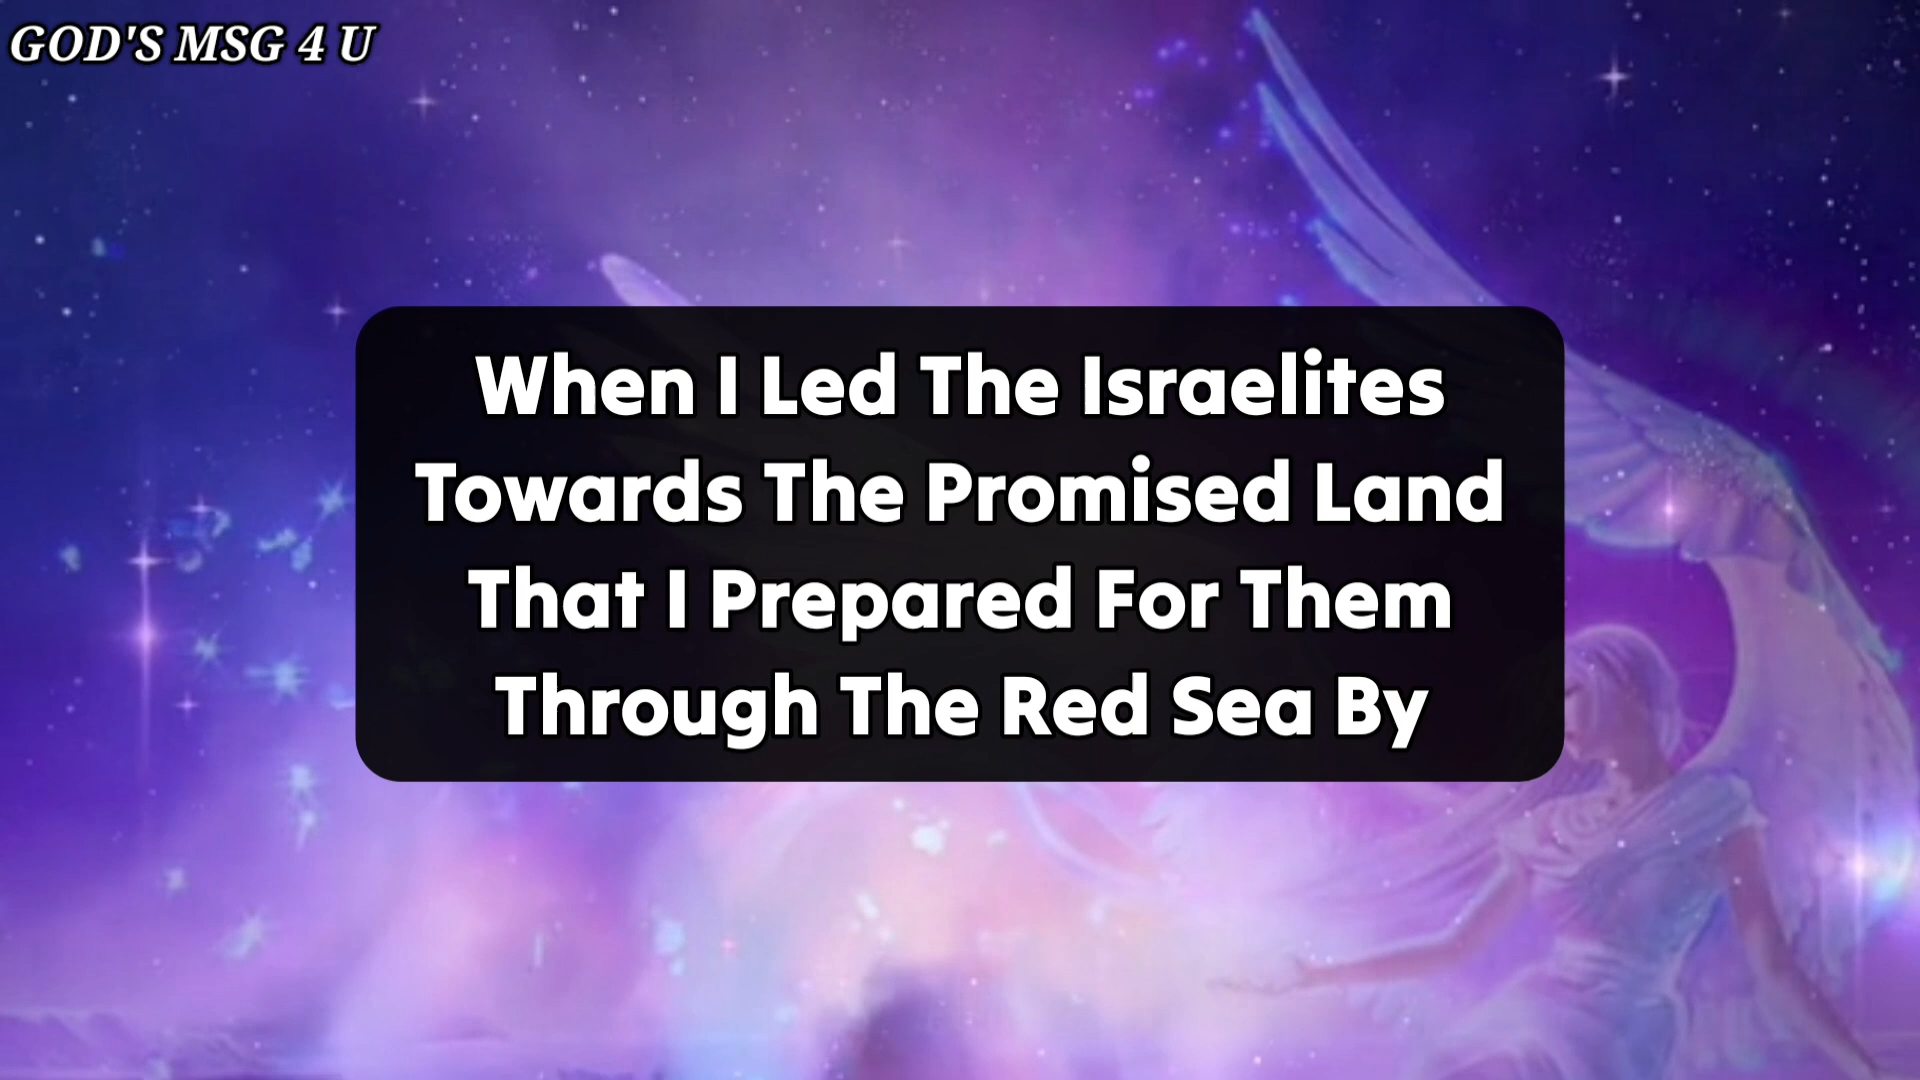 GOD'S MSG 4 U
When I Led The Israelites
Towards The Promised Land
That I Prepared For Them
Through The Red Sea By